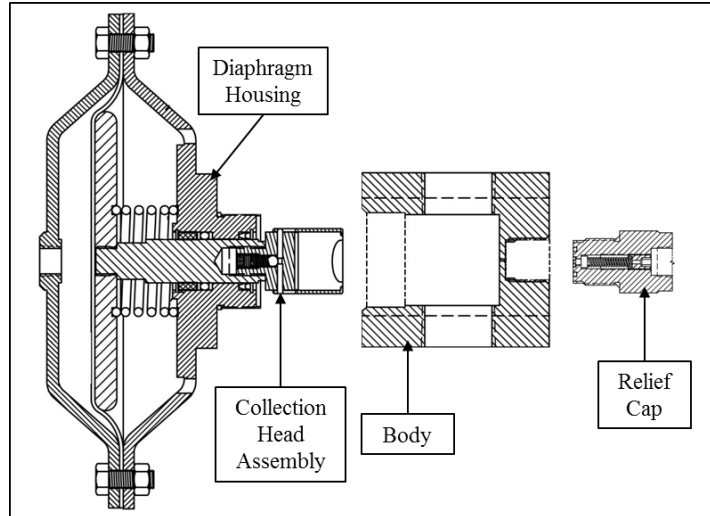 Diaphragm
Housing
Collection
Head
Assembly
Body
Relief
Cap